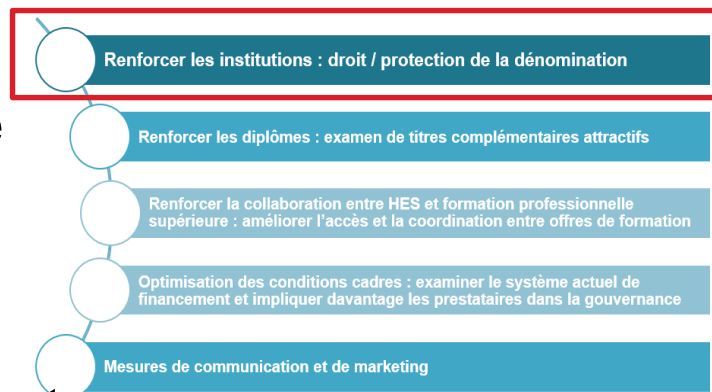 Renforcer les institutions : droit / protection de la dénomination
e
Renforcer les diplômes : examen de titres complémentaires attractifs
Renforcer la collaboration entre HES et formation professionnelle
supérieure : améliorer l’accès et la coordination entre offres de formation
Optimisation des conditions cadres : examiner le système actuel de
financement et impliquer davantage les prestataires dans la gouvernance
Mesures de communication et de marketing